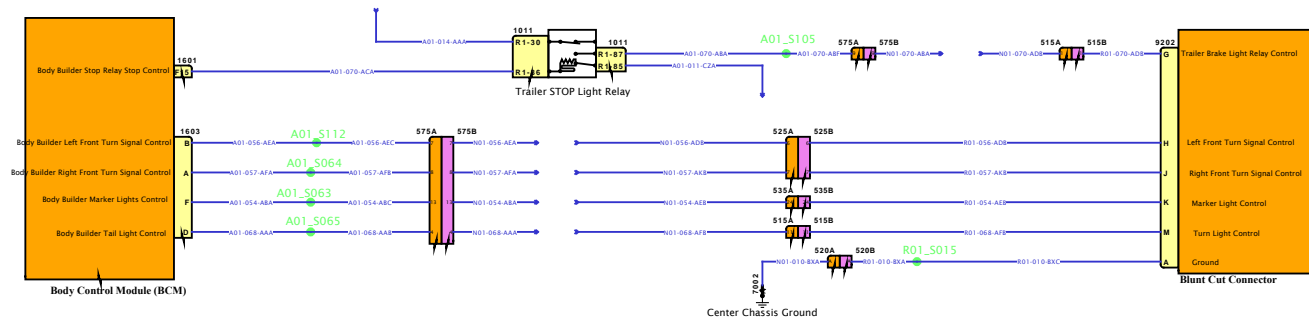 1011
A01-014-AAA
R1-30
1011
R1-87
A01-070-ABA
A01_S105
A01-070-ABF
575A
575B
N01-070-ABA
N01-070-ADB
515A
515B
R01-070-ADB
9202
G
Trailer Brake Light Relay Control
1601
Body Builder Stop Relay Stop Control
A01-070-ACA
R1-85
A01-011-CZA
Trailer STOP Light Relay
1603
575A
575B
525A
525B
Body Builder Left Front Turn Signal Control
B
A01-056-AEA
A01_S112
A01-056-AEC
N01-056-AEA
N01-056-ADB
R01-056-ADB
H
Left Front Turn Signal Control
Body Builder Right Front Turn Signal Control
A
A01-057-AFA
A01_S064
A01-057-AFB
N01-057-AFA
N01-057-AKB
R01-057-AKB
J
Right Front Turn Signal Control
Body Builder Marker Lights Control
F
A01-054-ABA
A01_S063
A01-054-ABC
N01-054-ABA
N01-054-AEB
535A
535B
R01-054-AEB
K
Marker Light Control
Body Builder Tail Light Control
D
A01-068-AAA
A01_S065
A01-068-AAB
N01-068-AAA
N01-068-AFB
515A
515B
R01-068-AFB
M
Turn Light Control
N01-010-BXA
520A
520B
R01-010-BXA
R01_S015
R01-010-BXC
A
Ground
7002
Center Chassis Ground
Body Control Module (BCM)
Blunt Cut Connector